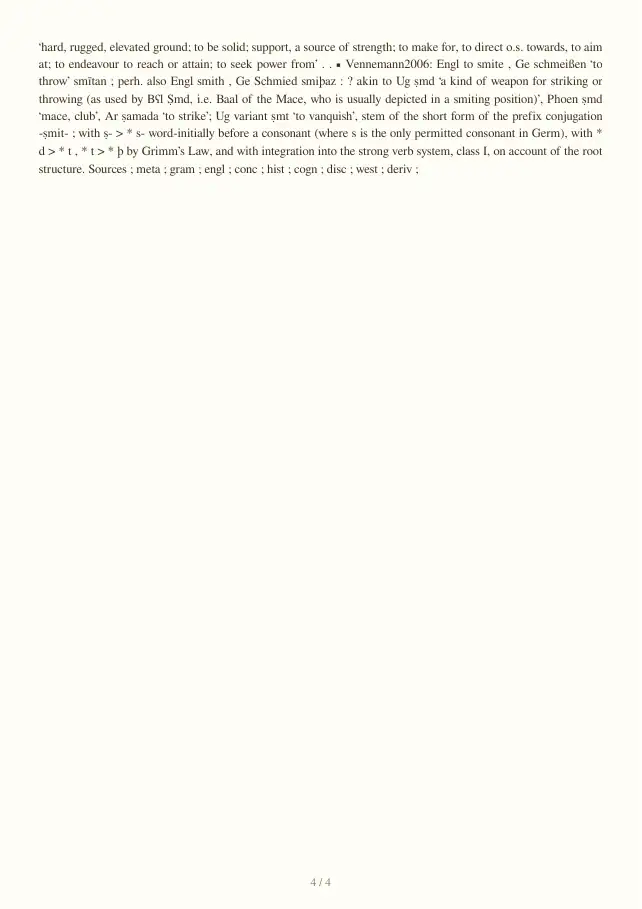 ‘hard, rugged, elevated ground; to be solid; support, a source of strength; to make for, to direct o.s. towards, to aim
at; to endeavour to reach or attain; to seek power from’ . . ▪ Vennemann2006: Engl to smite , Ge schmeißen ‘to
throw’ smītan ; perh. also Engl smith , Ge Schmied smiþaz : ? akin to Ug ṣmd ‘a kind of weapon for striking or
throwing (as used by Bʕl Ṣmd, i.e. Baal of the Mace, who is usually depicted in a smiting position)’, Phoen ṣmd
‘mace, club’, Ar ṣamada ‘to strike’; Ug variant ṣmt ‘to vanquish’, stem of the short form of the prefix conjugation
-ṣmit- ; with ṣ- > * s- word-initially before a consonant (where s is the only permitted consonant in Germ), with *
d > * t , * t > * þ by Grimm’s Law, and with integration into the strong verb system, class I, on account of the root
structure. Sources ; meta ; gram ; engl ; conc ; hist ; cogn ; disc ; west ; deriv ;
4 / 4